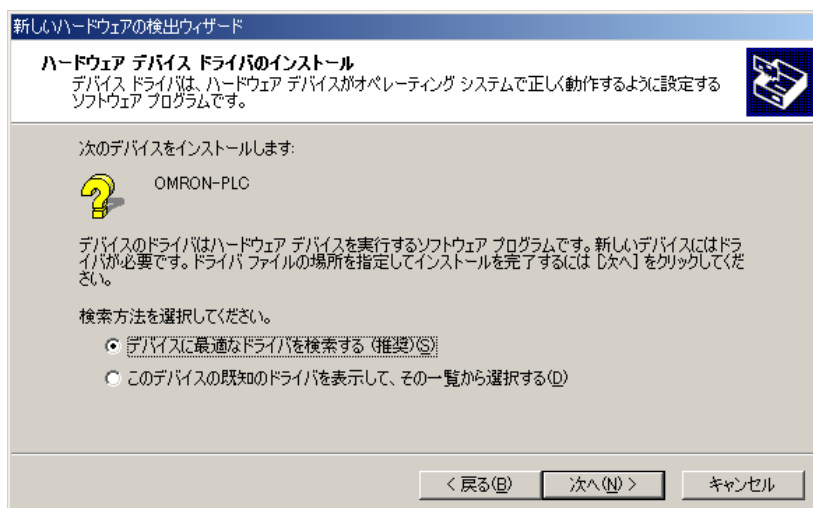 新しいハードウェアの検出ウィザード
ハードウェア デバイス ドライバのインストール
デバイス ドライバは、ハードウェア デバイスがオペレーティング システムで正しく動作するように設定する
ソフトウェア プログラムです。
次のデバイスをインストールします:
OMRON-PLC
デバイスのドライバはハードウェア デバイスを実行するソフトウェア プログラムです。新しいデバイスにはドラ
イバが必要です。ドライバ ファイルの場所を指定してインストールを完了するには [次へ] をクリックしてくだ
さい。
検索方法を選択してください。
デバイスに最適なドライバを検索する (推奨)(S)
このデバイスの既知のドライバを表示して、その一覧から選択する(D)
< 戻る(B)
次へ(N) >
キャンセル